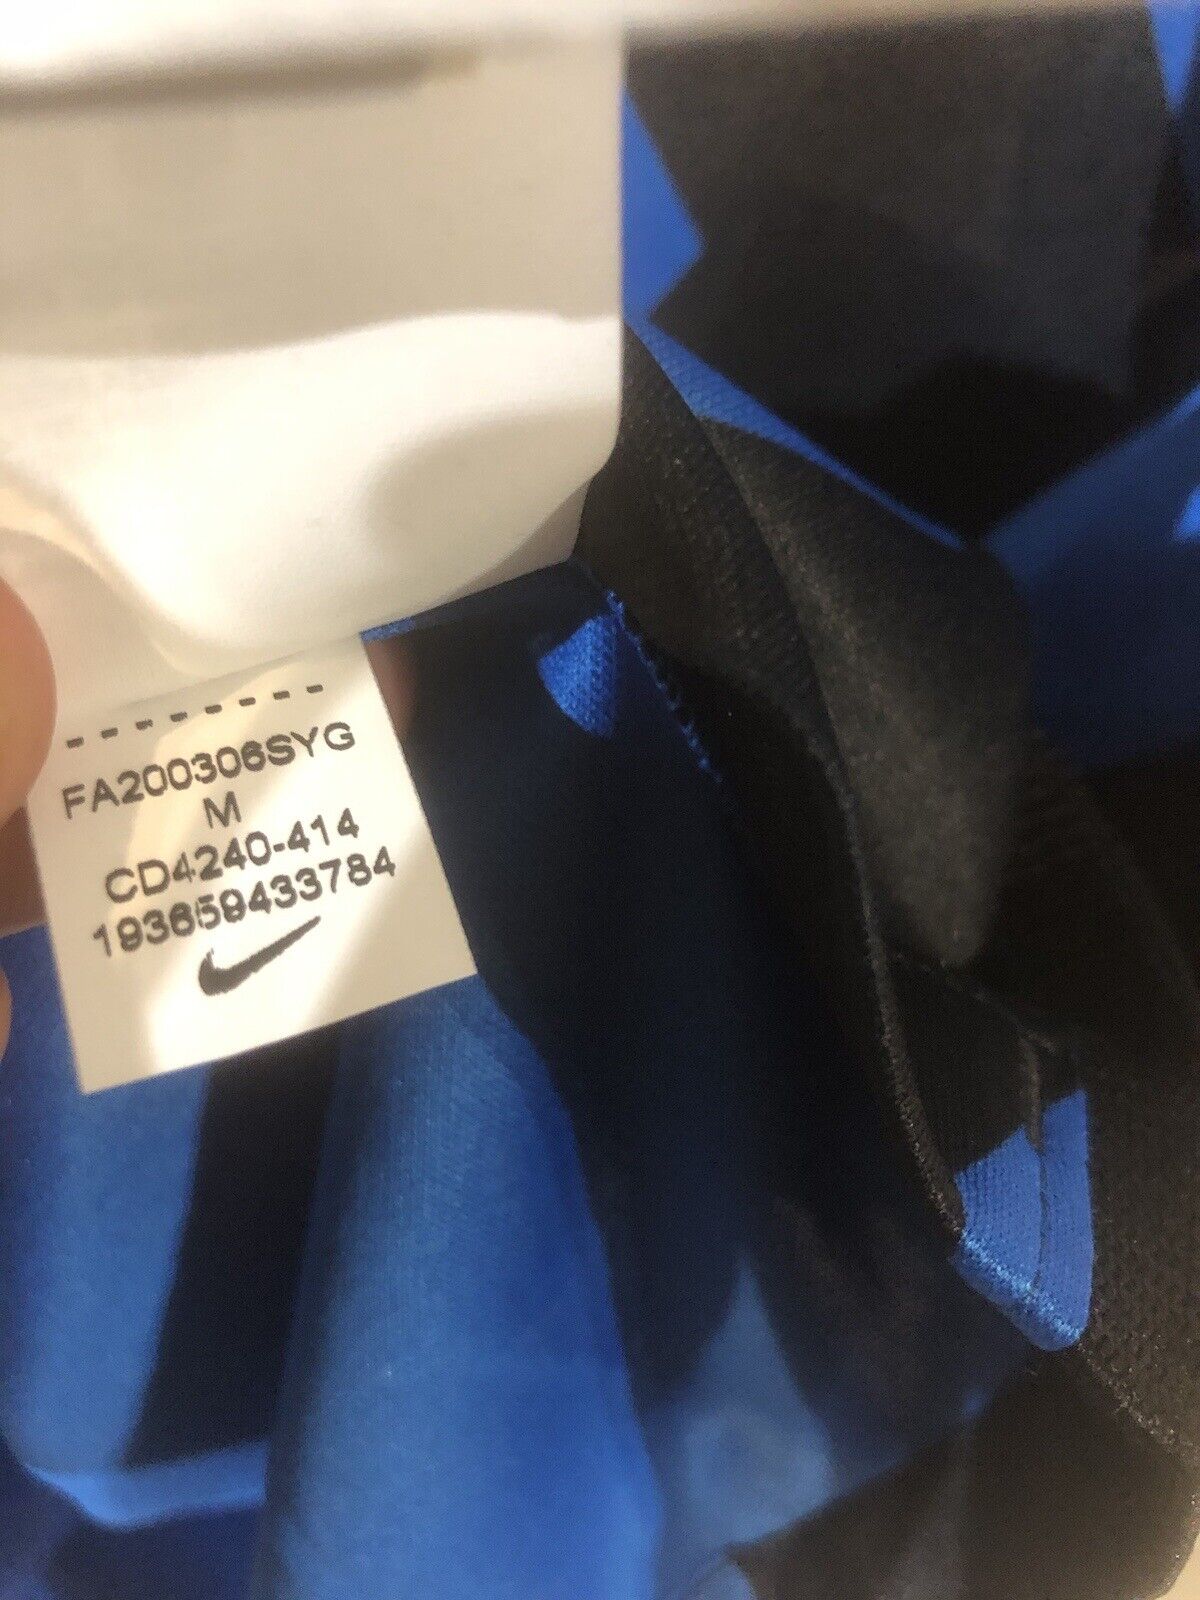 --------
FA200306SYG
M
CD4240-414
193659433784